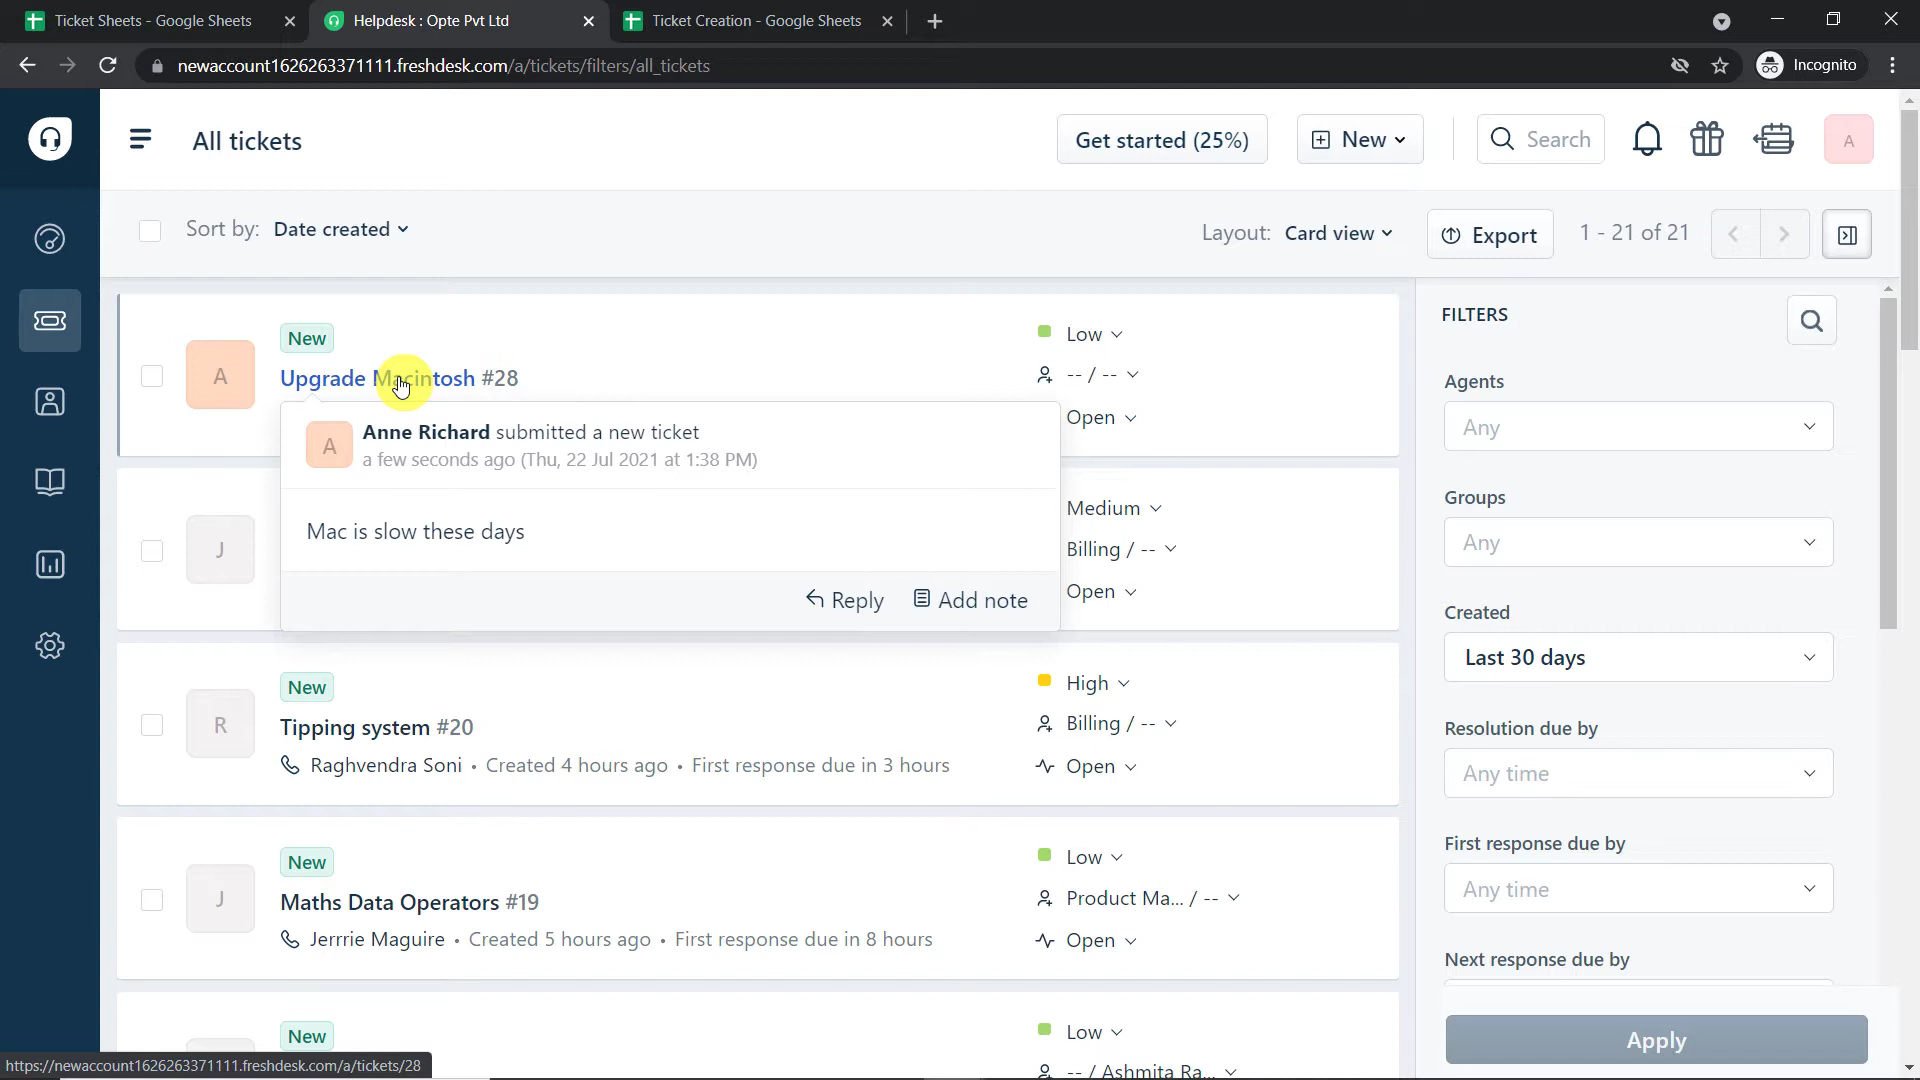 Ticket Sheets - Google Sheets
Helpdesk : Opte Pvt Ltd
Ticket Creation - Google Sheets
newaccount1626263371111.freshdesk.com/a/tickets/filters/all_tickets
Incognito
All tickets
Get started (25%)
New
Search
A
Sort by: Date created
Layout: Card view
Export
1 - 21 of 21
New
A
Upgrade Macintosh #28
Low
-- / --
Open
A
Anne Richard submitted a new ticket
a few seconds ago (Thu, 22 Jul 2021 at 1:38 PM)
Mac is slow these days
Reply
Add note
J
Medium
Billing / --
Open
New
R
Tipping system #20
Raghvendra Soni • Created 4 hours ago • First response due in 3 hours
High
Billing / --
Open
New
J
Maths Data Operators #19
Jerrrie Maguire • Created 5 hours ago • First response due in 8 hours
Low
Product Ma... / --
Open
New
Low
-- / Ashmita Ra...
FILTERS
Agents
Any
Groups
Any
Created
Last 30 days
Resolution due by
Any time
First response due by
Any time
Next response due by
Apply
https://newaccount1626263371111.freshdesk.com/a/tickets/28